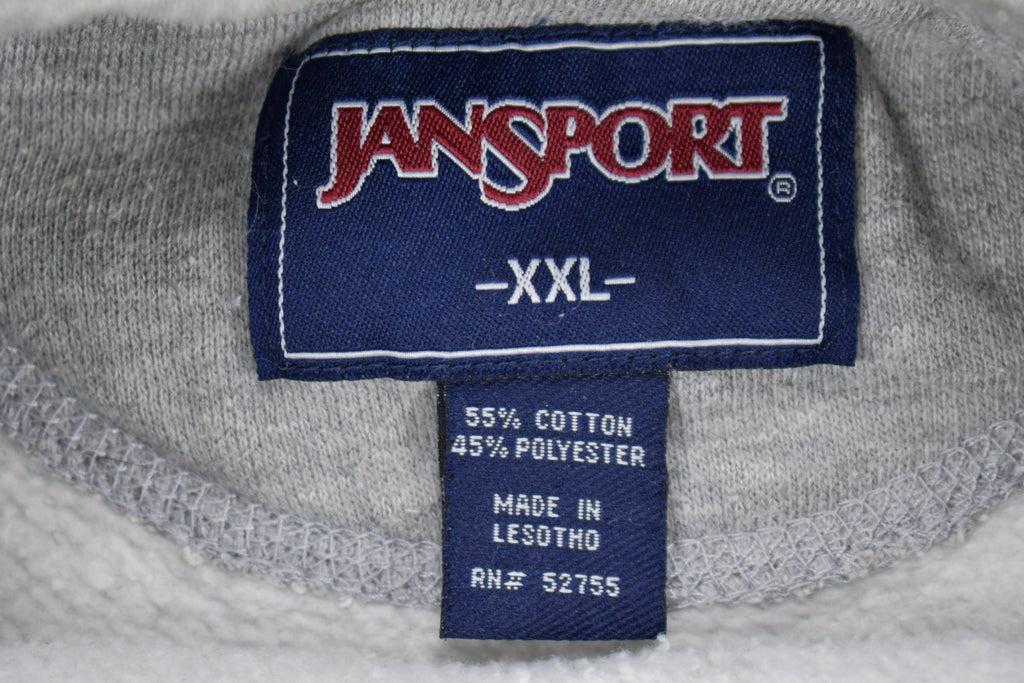 JANSPORT®
-XXL-
55% COTTON
45% POLYESTER
MADE IN
LESOTHO
RN# 52755